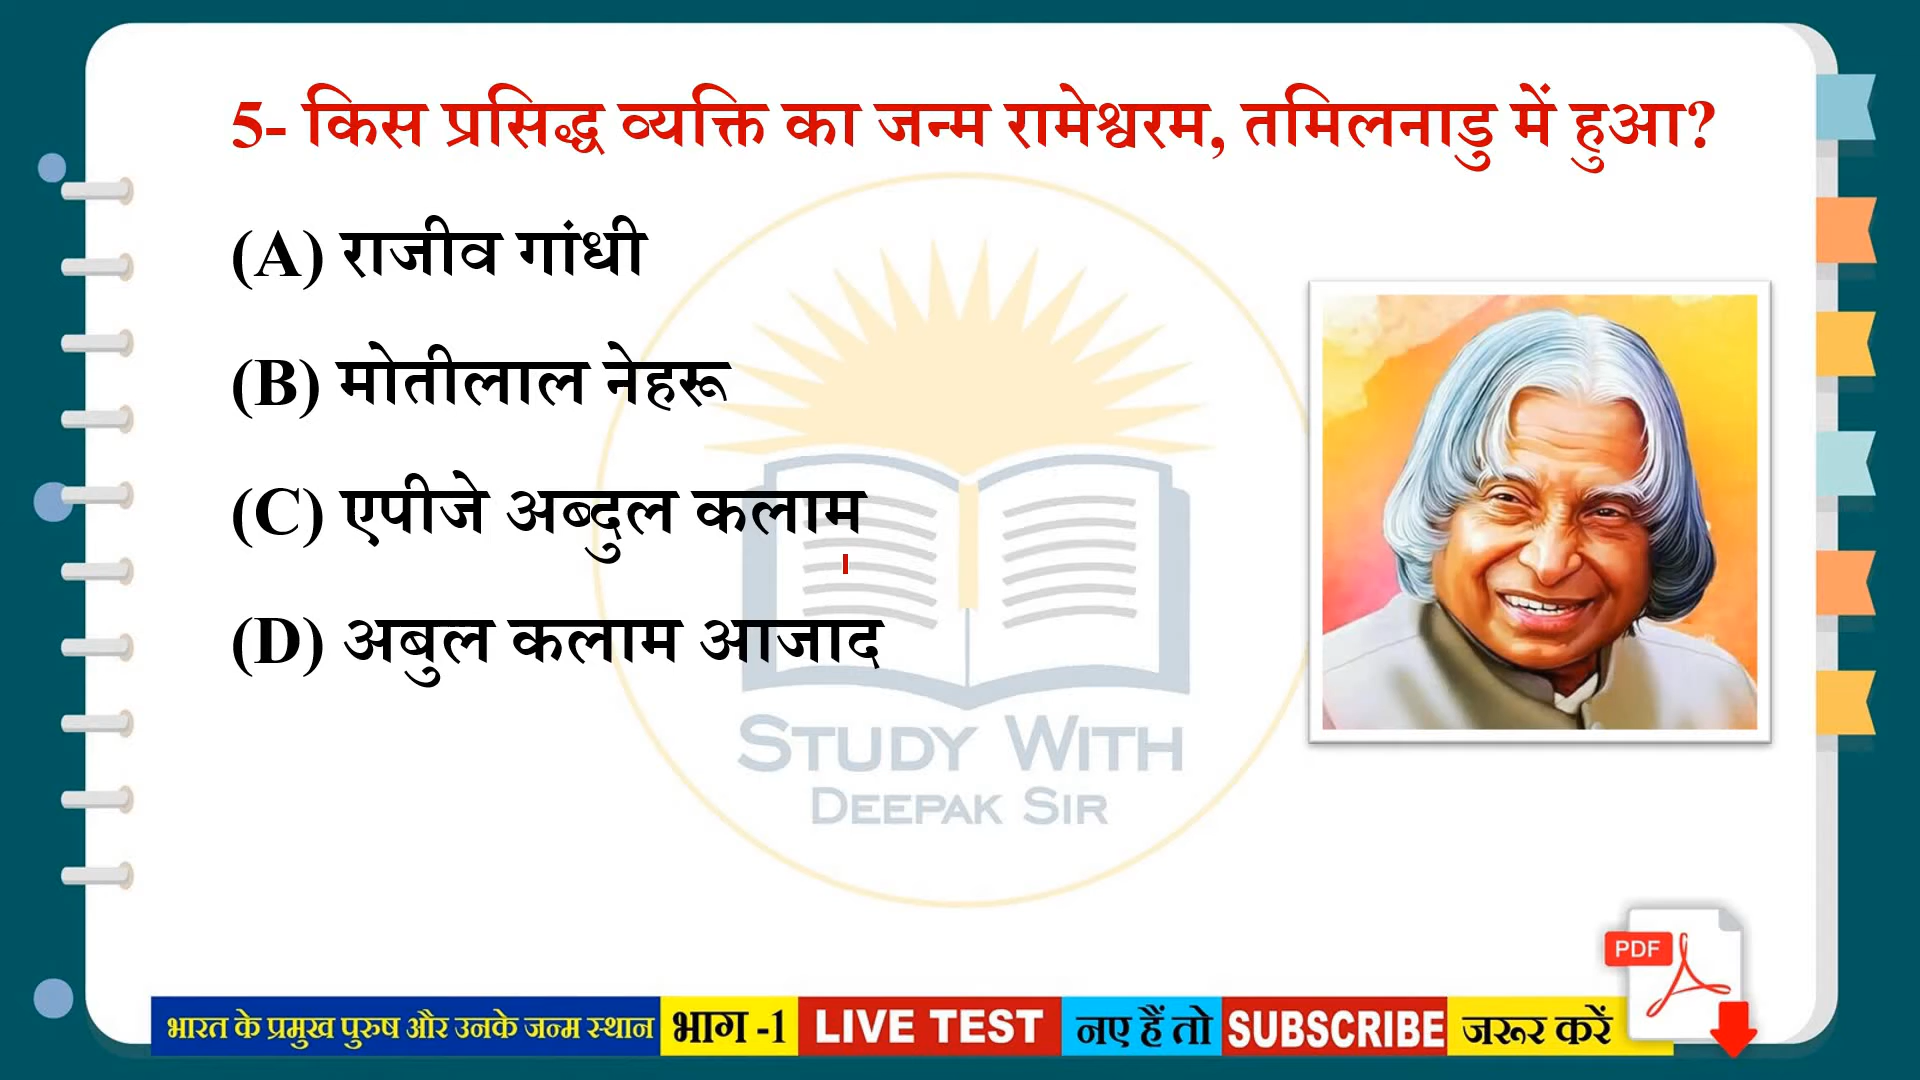 5- किस प्रसिद्ध व्यक्ति का जन्म रामेश्वरम, तमिलनाडु में हुआ?
(A) राजीव गांधी
(B) मोतीलाल नेहरू
(C) एपीजे अब्दुल कलाम
(D) अबुल कलाम आजाद
STUDY WITH
DEEPAK SIR
PDF
भारत के प्रमुख पुरुष और उनके जन्म स्थान भाग -1 LIVE TEST नए हैं तो SUBSCRIBE जरूर करें